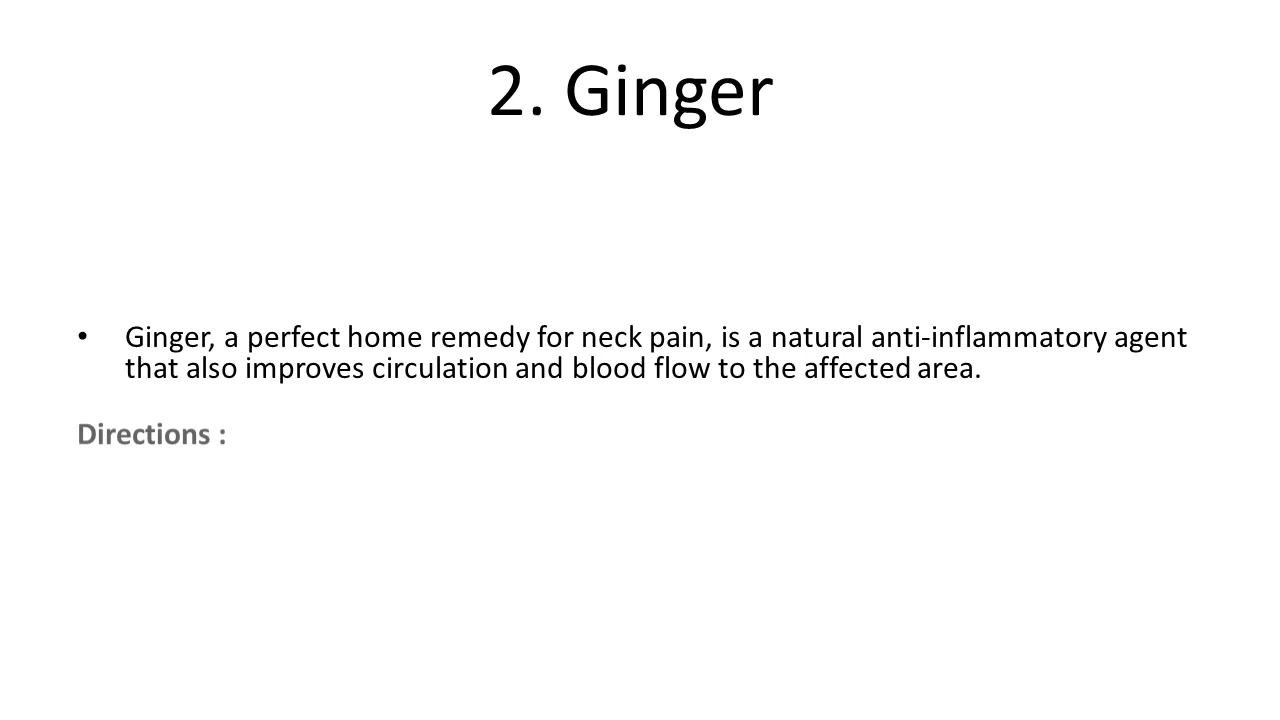 2. Ginger
• Ginger, a perfect home remedy for neck pain, is a natural anti-inflammatory agent
that also improves circulation and blood flow to the affected area.
Directions :